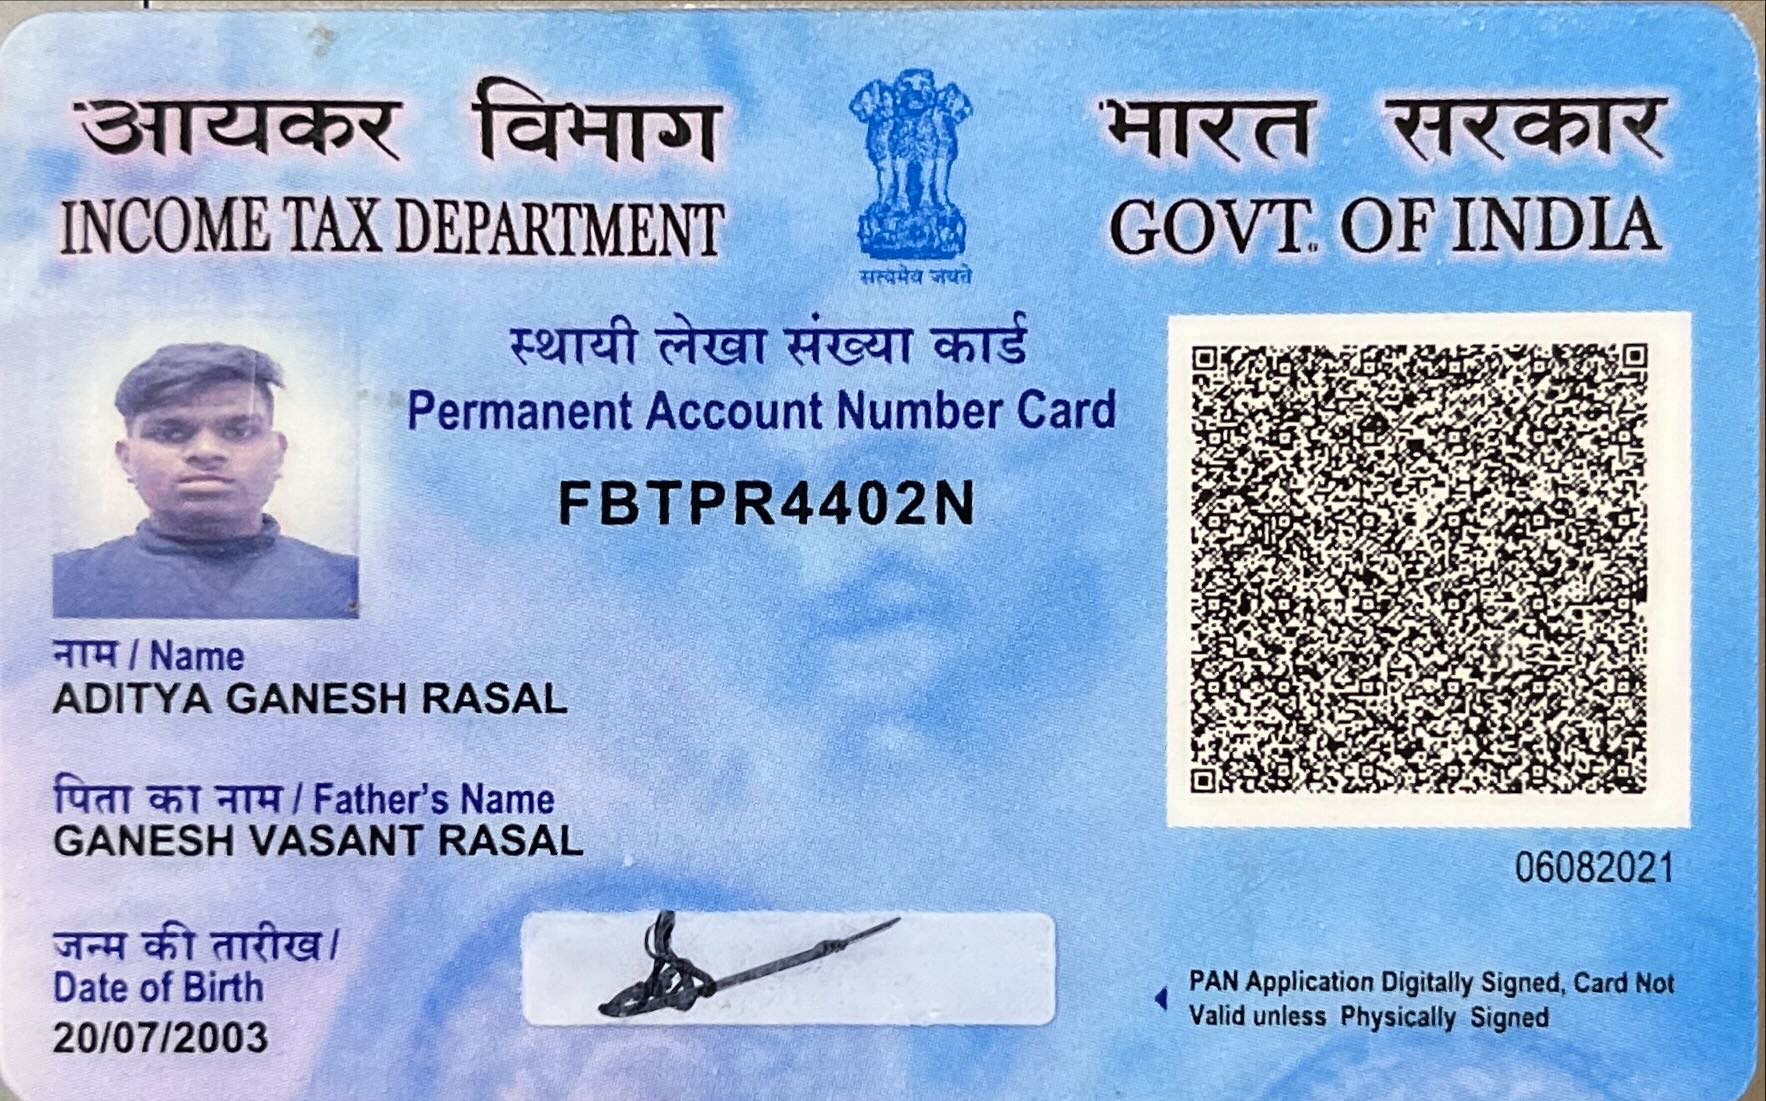 आयकर विभाग
INCOME TAX DEPARTMENT
सत्यमेव जयते
भारत सरकार
GOVT. OF INDIA
स्थायी लेखा संख्या कार्ड
Permanent Account Number Card
FBTPR4402N
नाम / Name
ADITYA GANESH RASAL
पिता का नाम / Father's Name
GANESH VASANT RASAL
06082021
जन्म की तारीख/
Date of Birth
20/07/2003
PAN Application Digitally Signed, Card Not
Valid unless Physically Signed